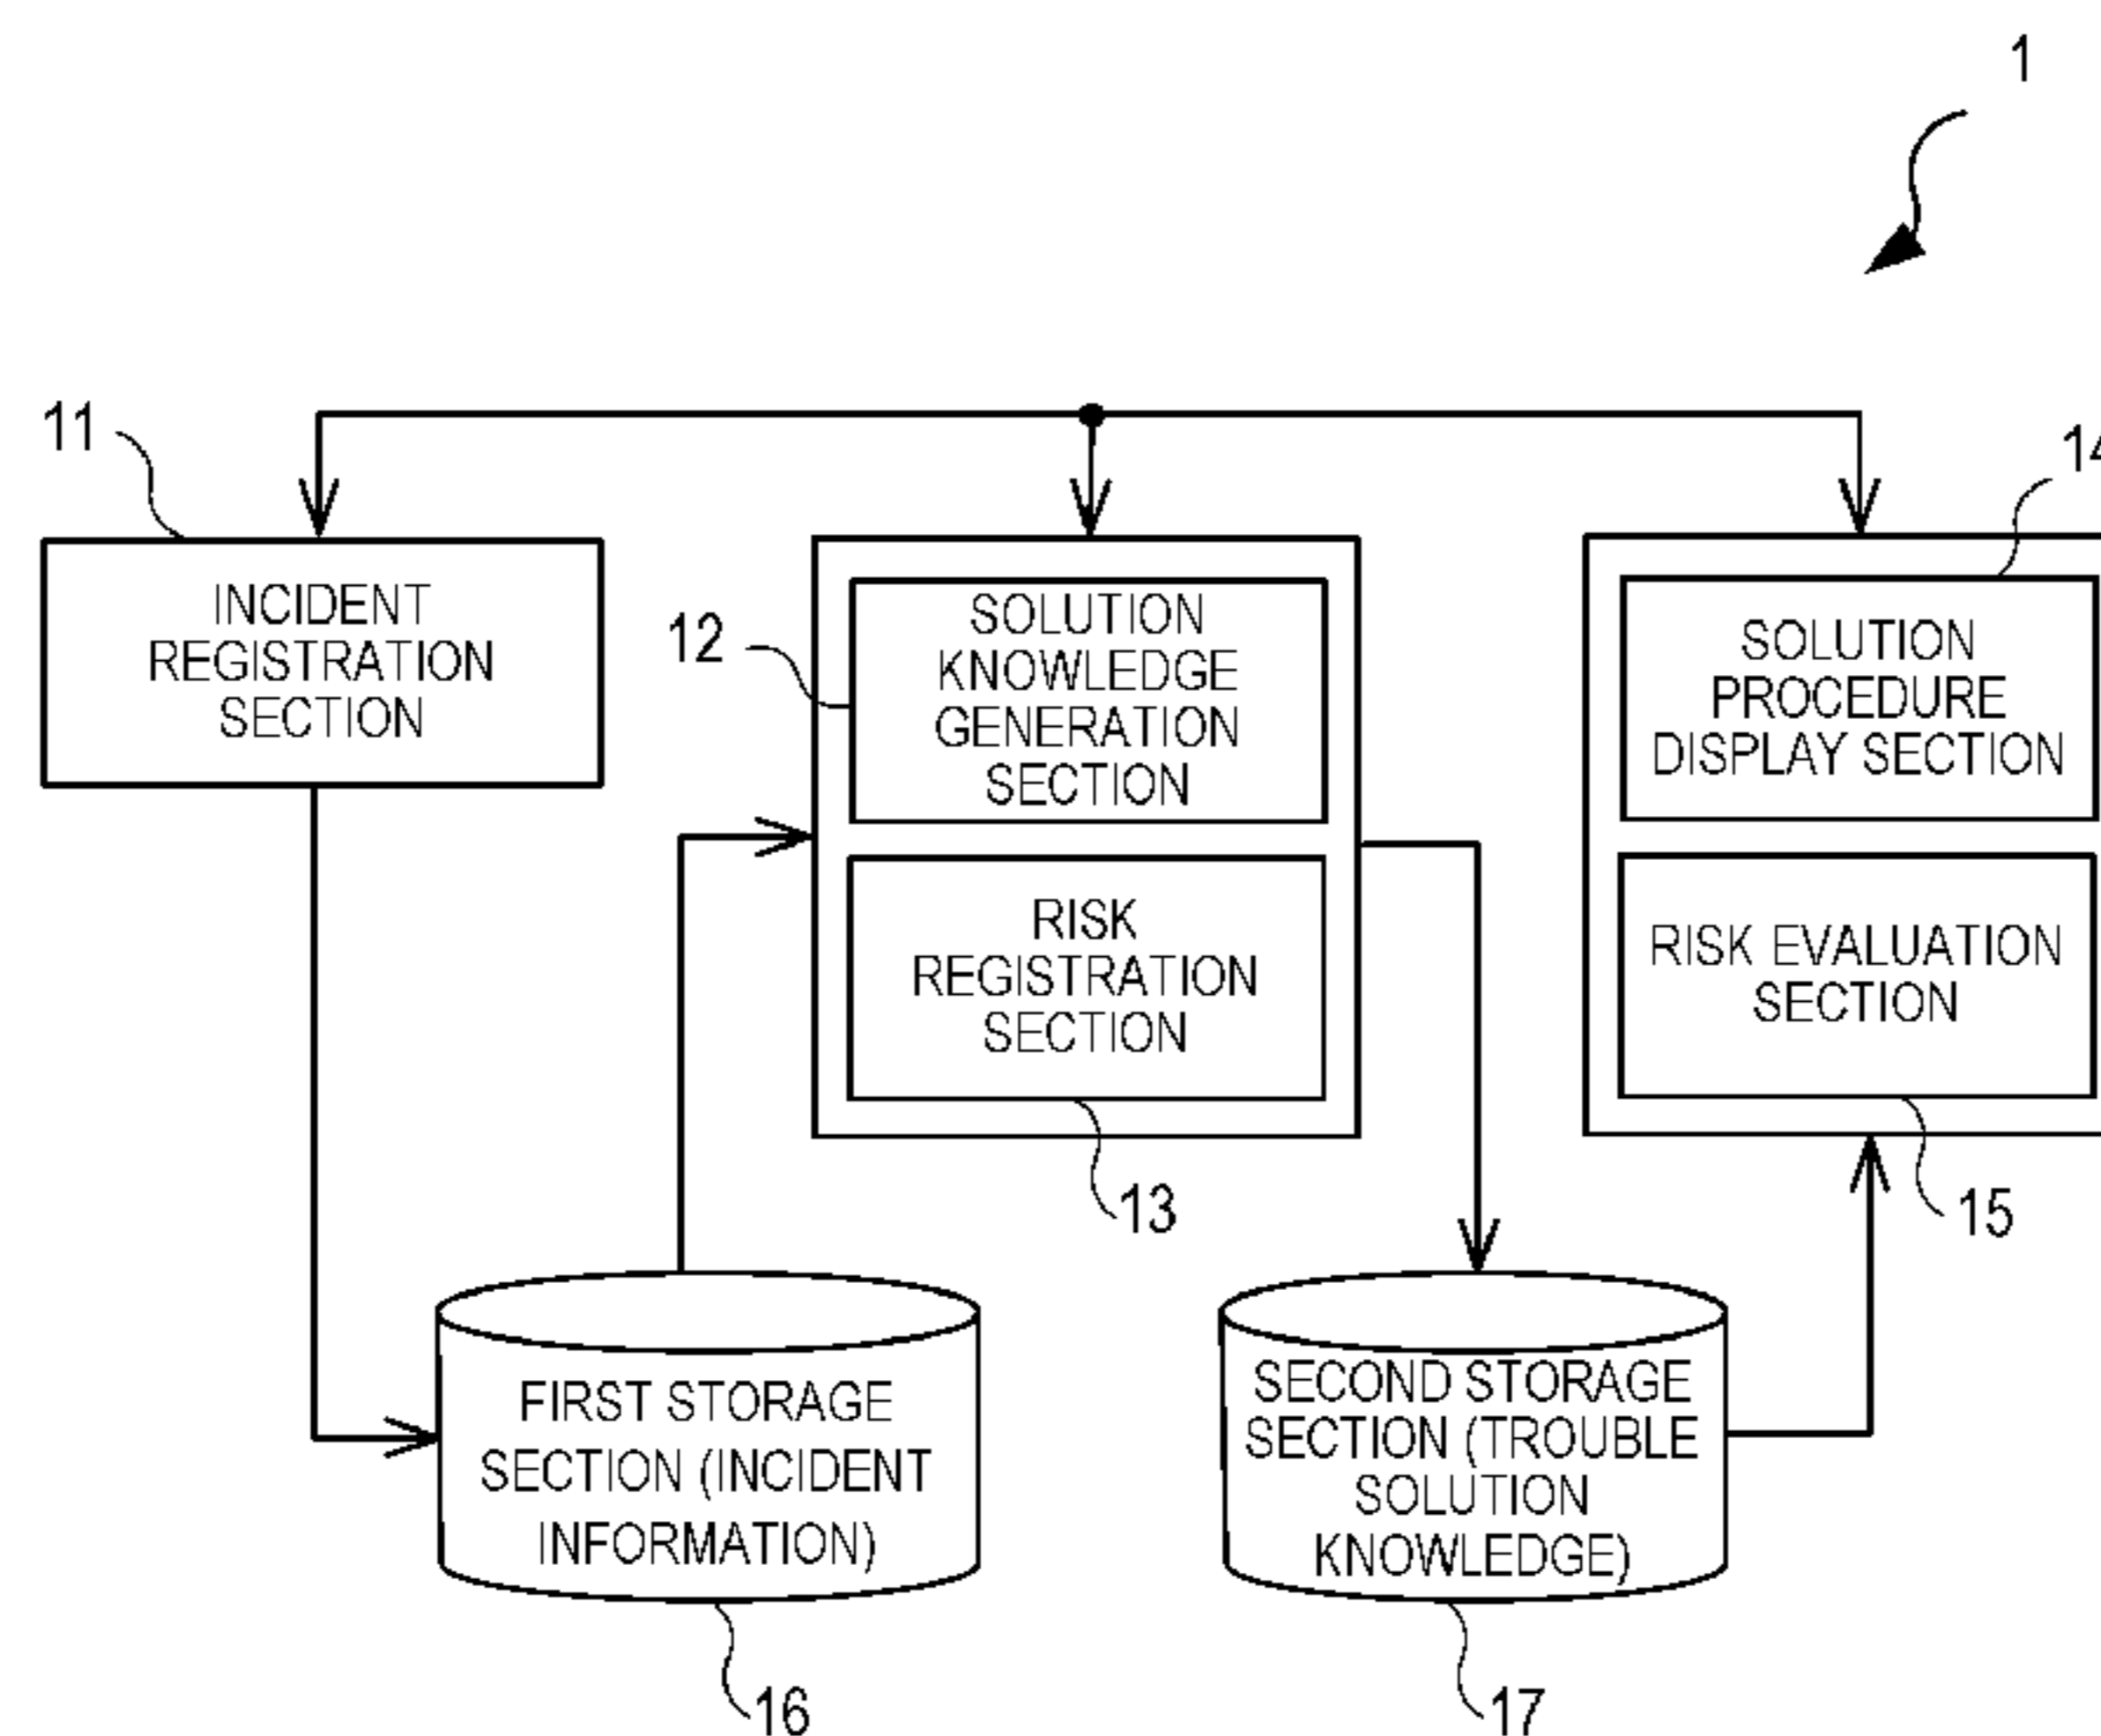 1
11
14
INCIDENT
REGISTRATION
SECTION
12
SOLUTION
KNOWLEDGE
GENERATION
SECTION
SOLUTION
PROCEDURE
DISPLAY SECTION
RISK
REGISTRATION
SECTION
RISK EVALUATION
SECTION
13
15
FIRST STORAGE
SECTION (INCIDENT
INFORMATION)
SECOND STORAGE
SECTION (TROUBLE
SOLUTION
KNOWLEDGE)
16
17